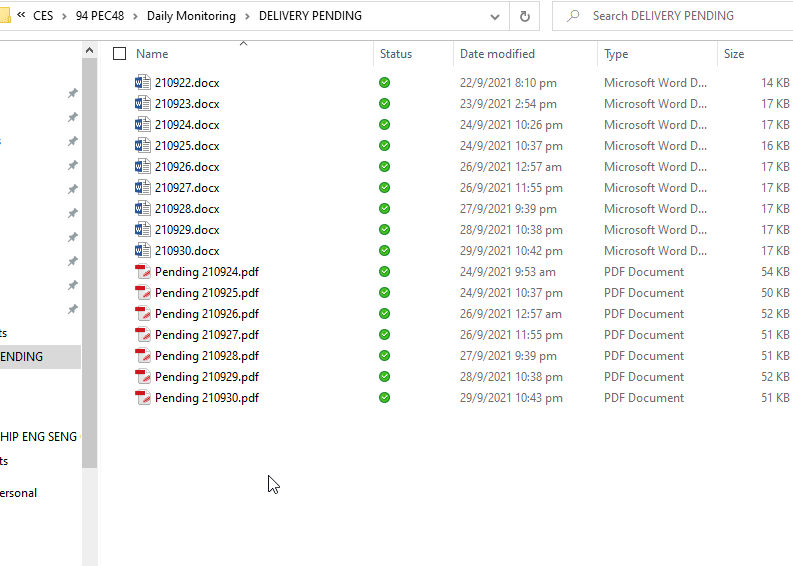 « CES > 94 PEC48 > Daily Monitoring > DELIVERY PENDING Search DELIVERY PENDING
Name Status Date modified Type Size
210922.docx 22/9/2021 8:10 pm Microsoft Word D... 14 KB
210923.docx 23/9/2021 2:54 pm Microsoft Word D... 17 KB
210924.docx 24/9/2021 10:26 pm Microsoft Word D... 17 KB
210925.docx 24/9/2021 10:37 pm Microsoft Word D... 16 KB
210926.docx 26/9/2021 12:57 am Microsoft Word D... 17 KB
210927.docx 26/9/2021 11:55 pm Microsoft Word D... 17 KB
210928.docx 27/9/2021 9:39 pm Microsoft Word D... 17 KB
210929.docx 28/9/2021 10:38 pm Microsoft Word D... 17 KB
210930.docx 29/9/2021 10:42 pm Microsoft Word D... 17 KB
Pending 210924.pdf 24/9/2021 9:53 am PDF Document 54 KB
Pending 210925.pdf 24/9/2021 10:37 pm PDF Document 50 KB
Pending 210926.pdf 26/9/2021 12:57 am PDF Document 52 KB
ts
Pending 210927.pdf 26/9/2021 11:55 pm PDF Document 51 KB
ENDING
Pending 210928.pdf 27/9/2021 9:39 pm PDF Document 51 KB
Pending 210929.pdf 28/9/2021 10:38 pm PDF Document 52 KB
Pending 210930.pdf 29/9/2021 10:43 pm PDF Document 51 KB
HIP ENG SENG
ts
ersonal